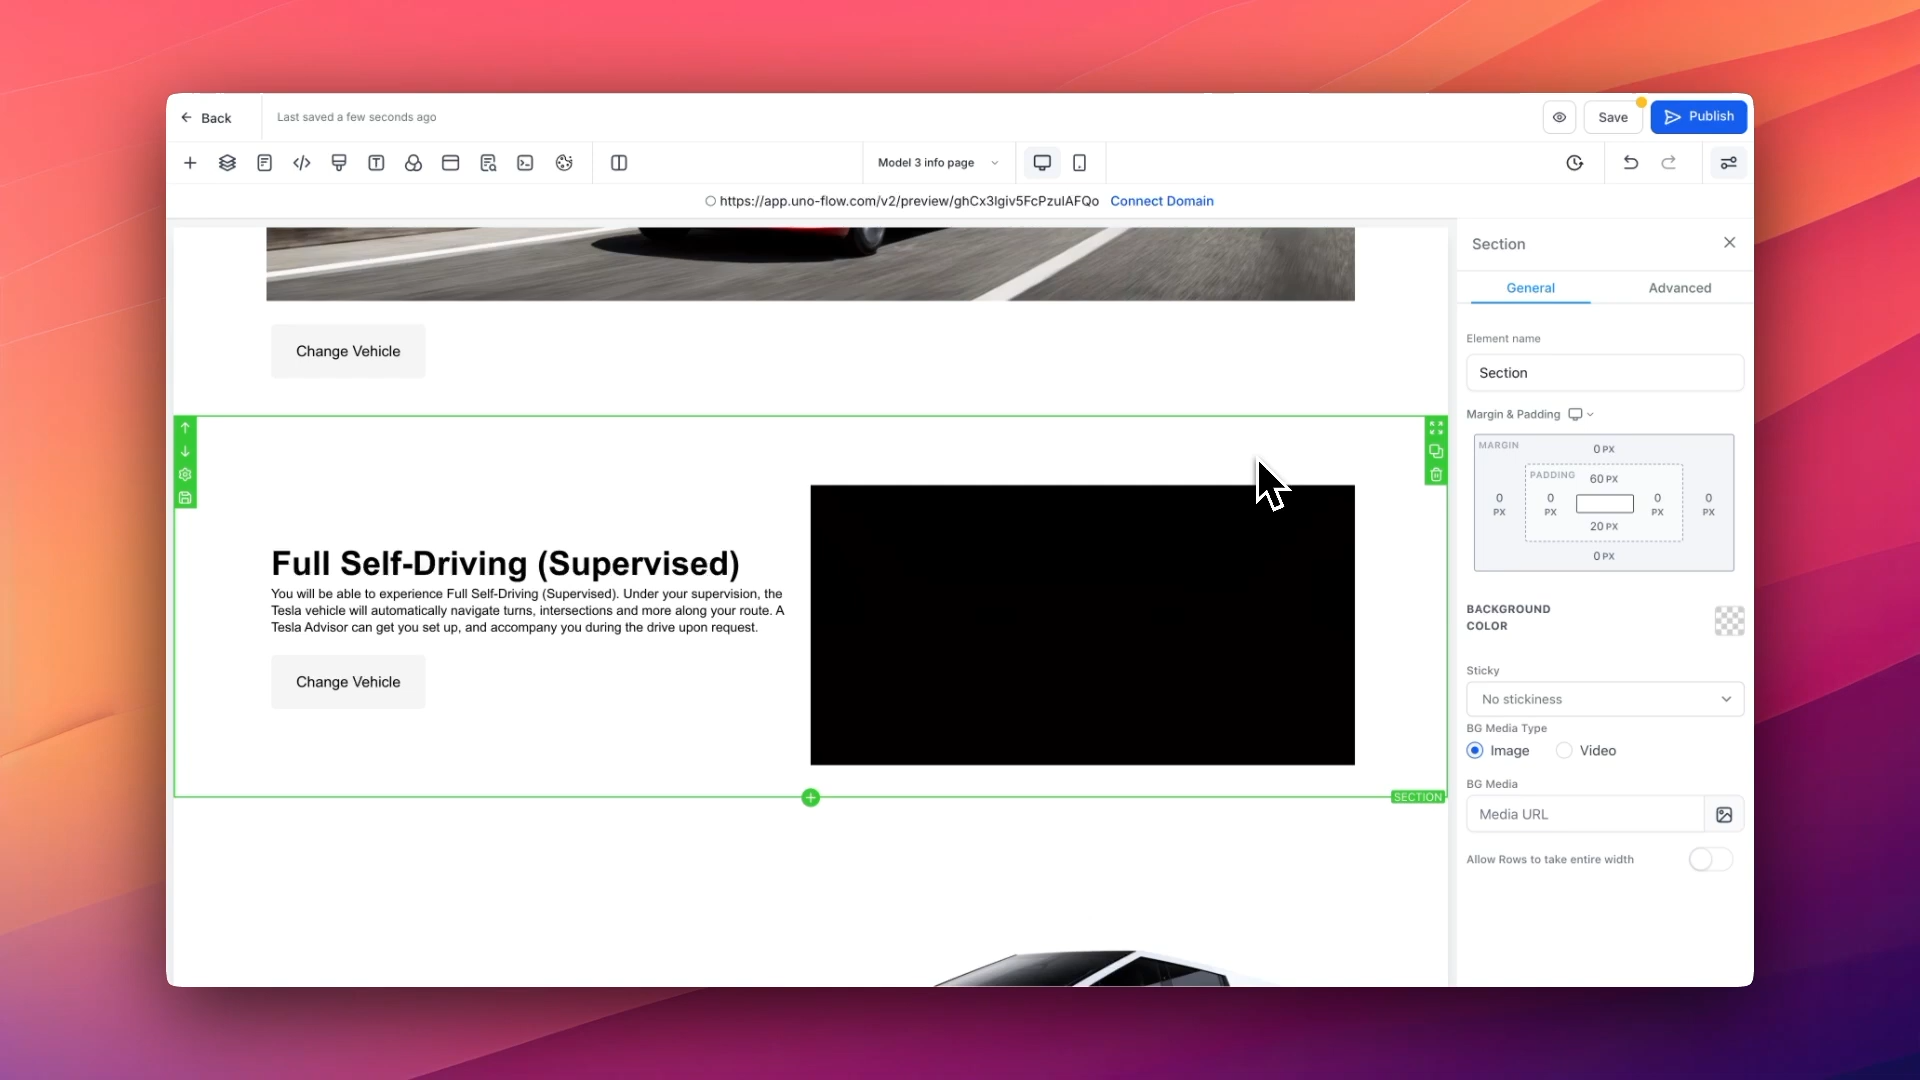 Back
Last saved a few seconds ago
Save
Publish
Model 3 info page
https://app.uno-flow.com/v2/preview/ghCx3lgiv5FcPzulAFQo Connect Domain
Change Vehicle
Full Self-Driving (Supervised)
You will be able to experience Full Self-Driving (Supervised). Under your supervision, the
Tesla vehicle will automatically navigate turns, intersections and more along your route. A
Tesla Advisor can get you set up, and accompany you during the drive upon request.
Change Vehicle
SECTION
Section
General
Advanced
Element name
Section
Margin & Padding
MARGIN
0 PX
PADDING
60 PX
0 PX
0 PX
0 PX
0 PX
20 PX
0 PX
BACKGROUND
COLOR
Sticky
No stickiness
BG Media Type
Image
Video
BG Media
Media URL
Allow Rows to take entire width